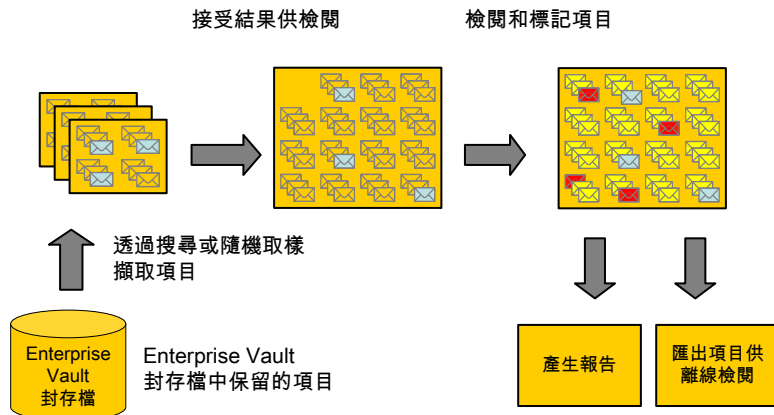 接受結果供檢閱
檢閱和標記項目
透過搜尋或隨機取樣
擷取項目
Enterprise
Vault
封存檔
Enterprise Vault
封存檔中保留的項目
產生報告
匯出項目供
離線檢閱